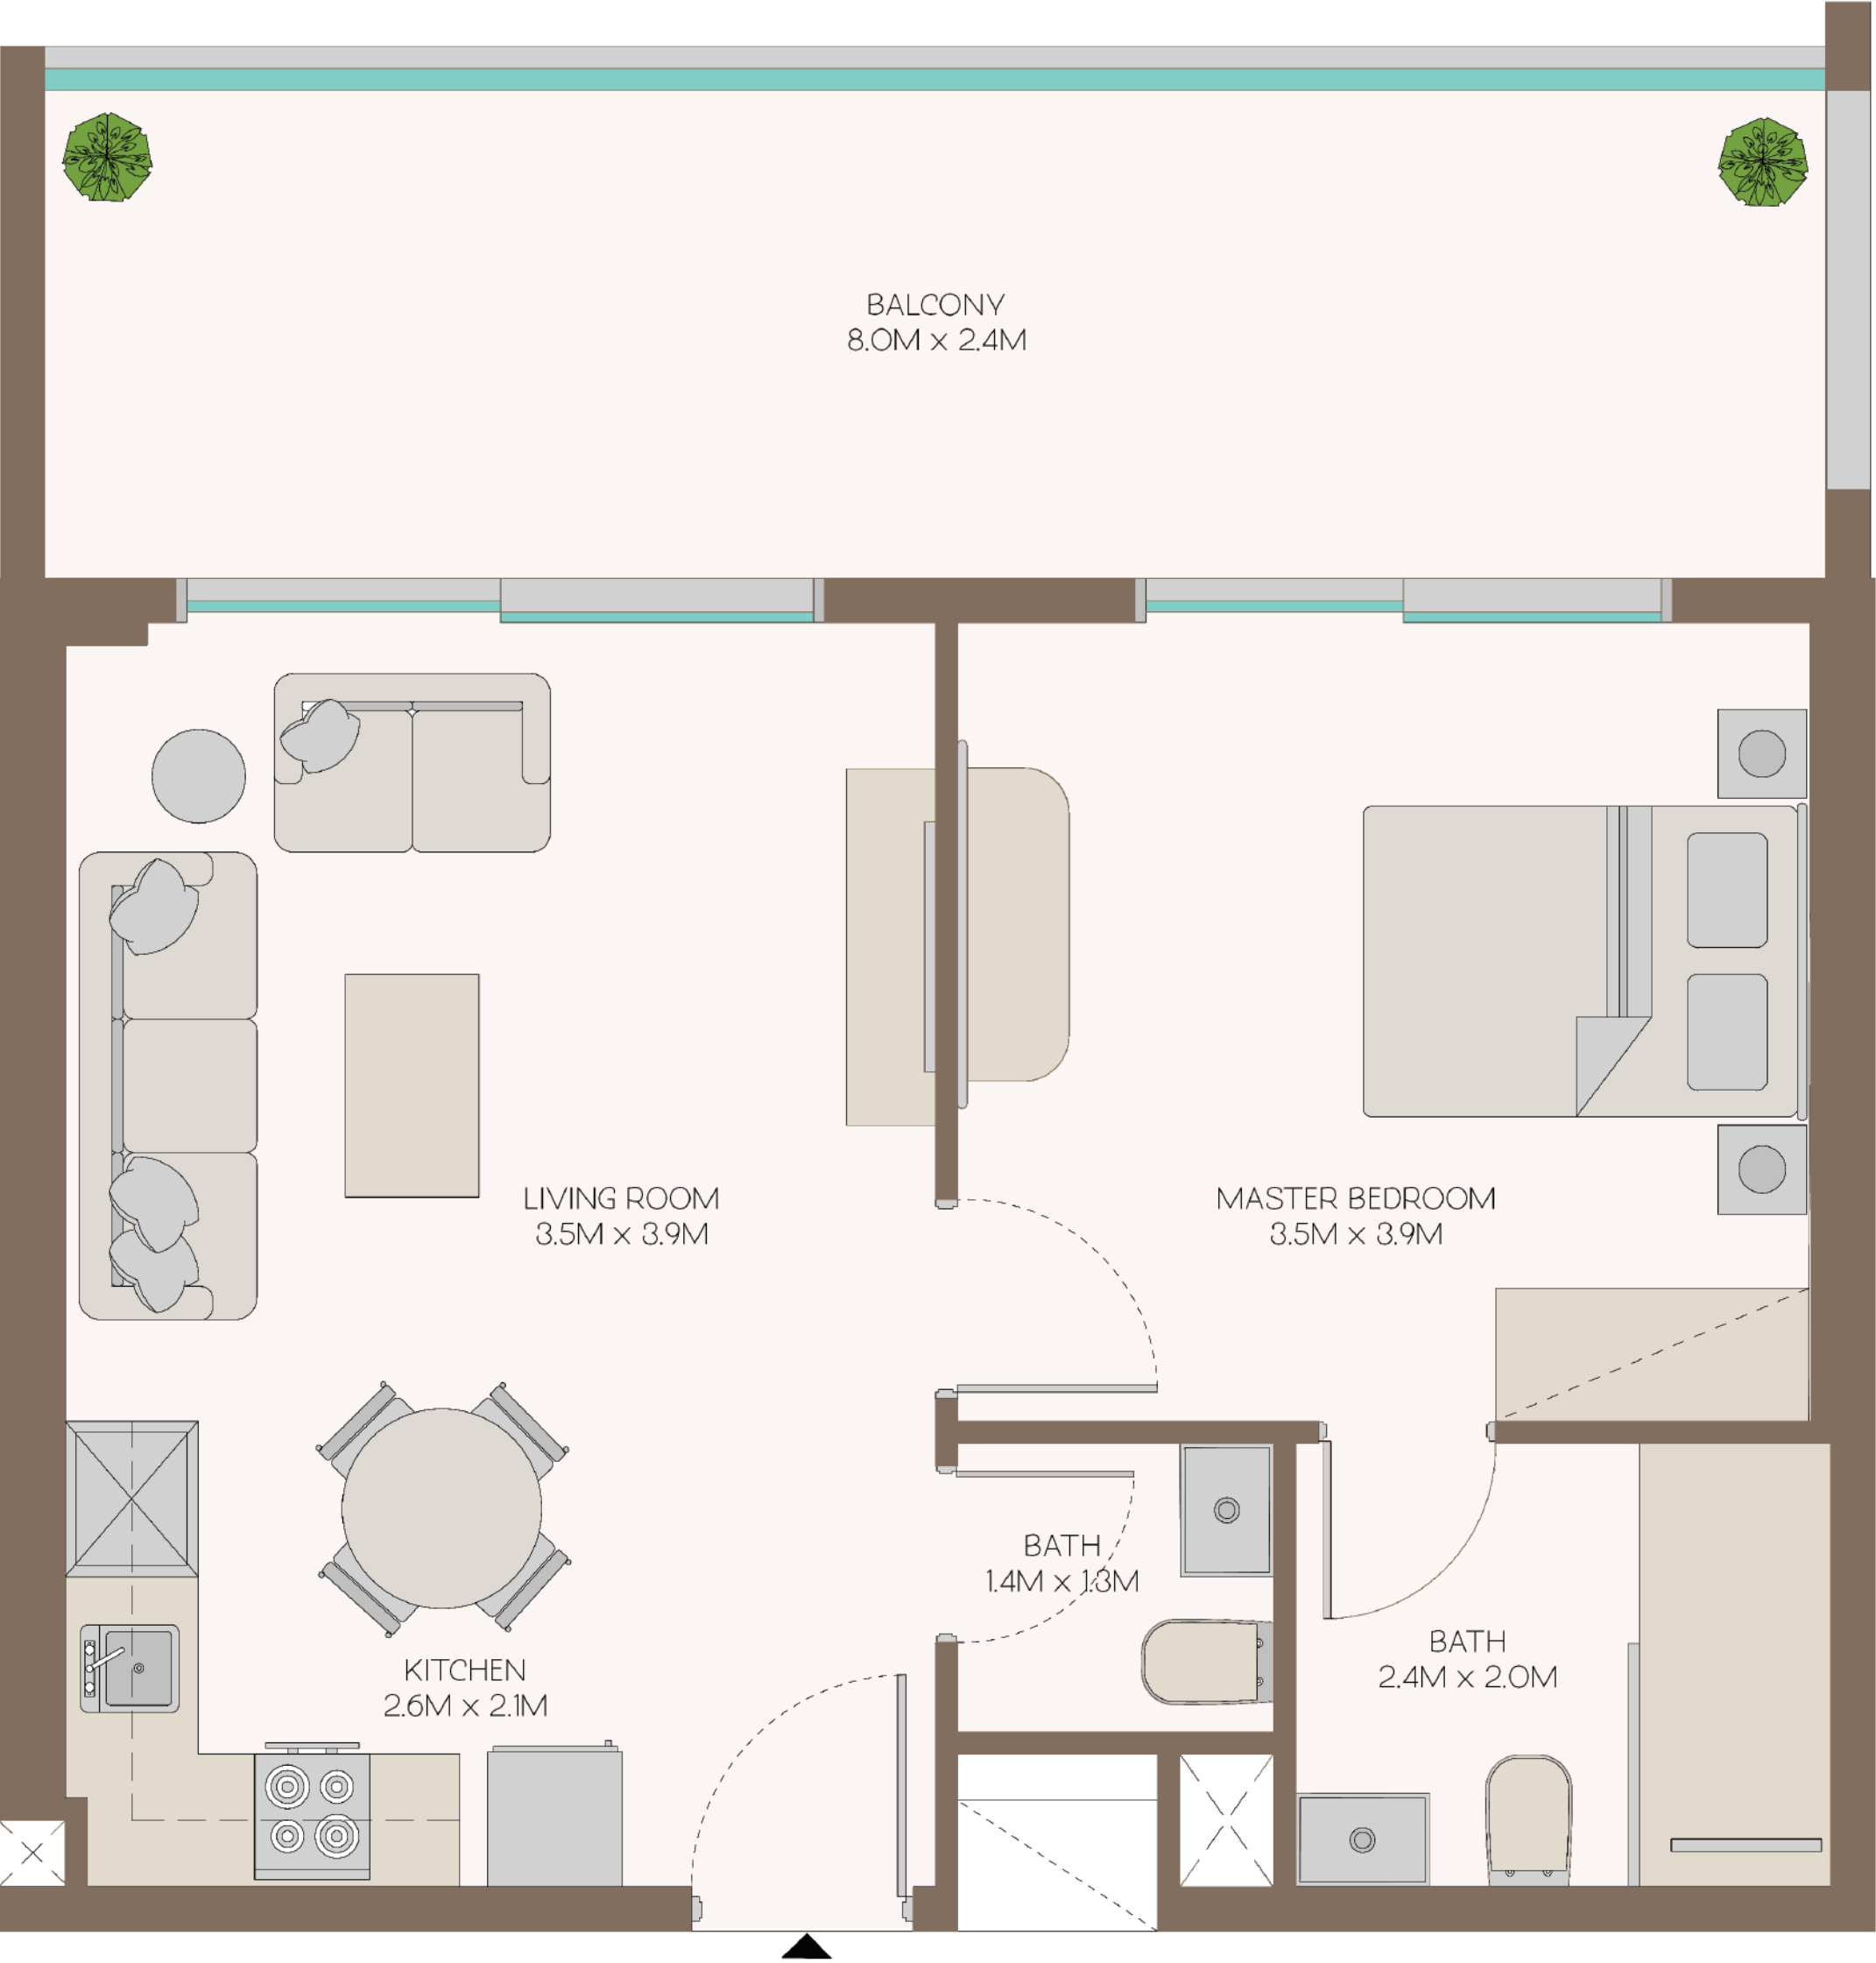 BALCONY
8.0M x 2.4M
LIVING ROOM
3.5M x 3.9M
MASTER BEDROOM
3.5M x 3.9M
BATH
1.4M x 1.3M
BATH
2.4M x 2.0M
KITCHEN
2.6M x 2.1M